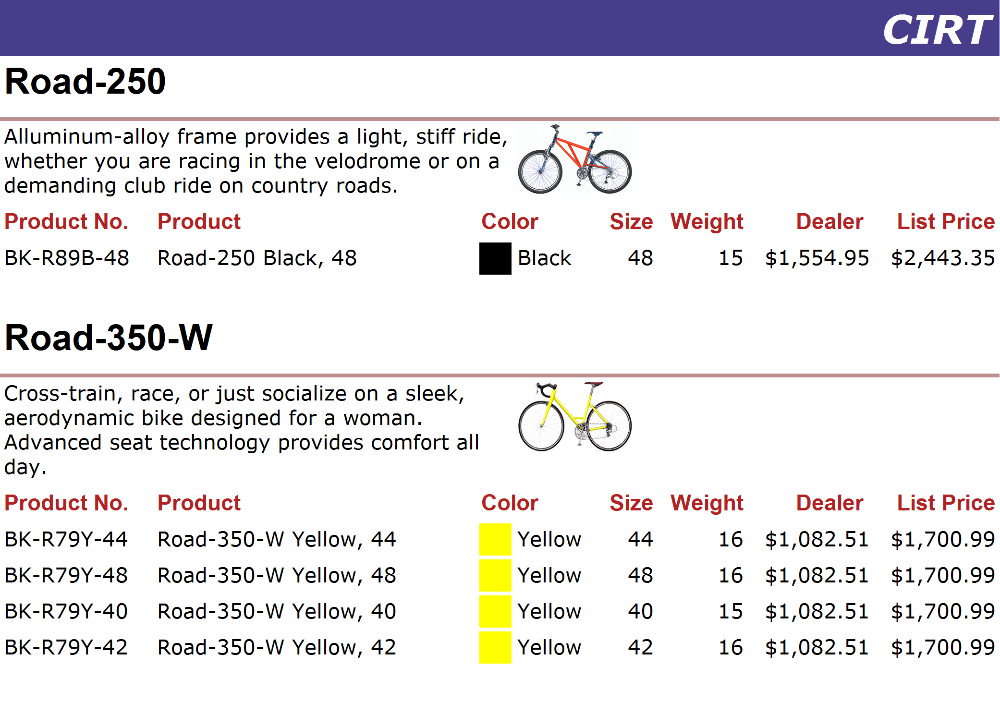 CIRT
Road-250
Alluminum-alloy frame provides a light, stiff ride,
whether you are racing in the velodrome or on a
demanding club ride on country roads.
Product No. Product Color Size Weight Dealer List Price
BK-R89B-48 Road-250 Black, 48 Black 48 15 $1,554.95 $2,443.35
Road-350-W
Cross-train, race, or just socialize on a sleek,
aerodynamic bike designed for a woman.
Advanced seat technology provides comfort all
day.
Product No. Product Color Size Weight Dealer List Price
BK-R79Y-44 Road-350-W Yellow, 44 Yellow 44 16 $1,082.51 $1,700.99
BK-R79Y-48 Road-350-W Yellow, 48 Yellow 48 16 $1,082.51 $1,700.99
BK-R79Y-40 Road-350-W Yellow, 40 Yellow 40 15 $1,082.51 $1,700.99
BK-R79Y-42 Road-350-W Yellow, 42 Yellow 42 16 $1,082.51 $1,700.99